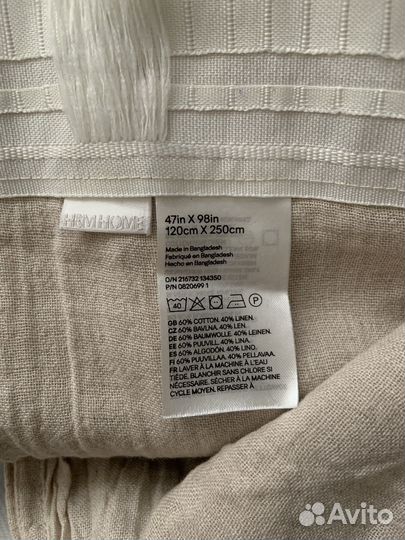 H&M HOME
47in X 98in
120cm X 250cm
Made in Bangladesh
Fabriqué en Bangladesh
Hecho en Bangladesh
O/N 216732 134350
P/N 0820699 1
40
P
GB 60% COTTON. 40% LINEN.
CZ 60% BAVLNA. 40% LEN.
DE 60% BAUMWOLLE. 40% LEINEN.
EE 60% PUUVILL. 40% LINA.
ES 60% ALGODÓN. 40% LINO.
FI 60% PUUVILLAA. 40% PELLAVAA.
FR LAVER À LA MACHINE À L'EAU
TIÈDE. BLANCHIR SANS CHLORE SI
NÉCESSAIRE. SÉCHER À LA MACHINE
CYCLE MOYEN. REPASSER À
Avito